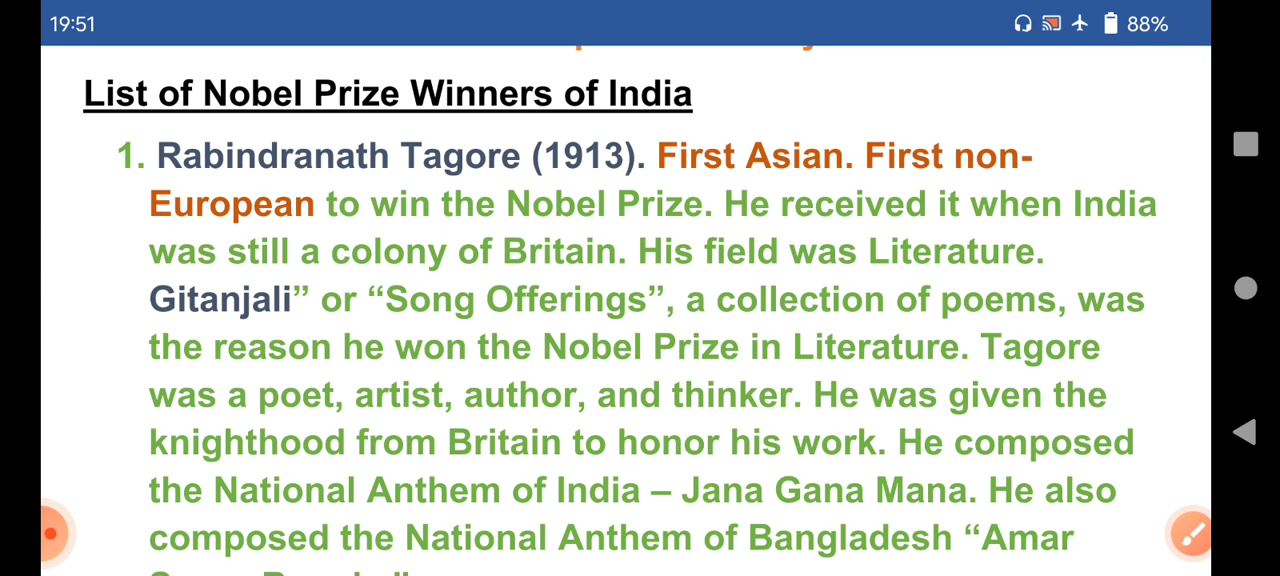 19:51
88%
List of Nobel Prize Winners of India
1. Rabindranath Tagore (1913). First Asian. First non-
European to win the Nobel Prize. He received it when India
was still a colony of Britain. His field was Literature.
Gitanjali” or “Song Offerings”, a collection of poems, was
the reason he won the Nobel Prize in Literature. Tagore
was a poet, artist, author, and thinker. He was given the
knighthood from Britain to honor his work. He composed
the National Anthem of India – Jana Gana Mana. He also
composed the National Anthem of Bangladesh “Amar